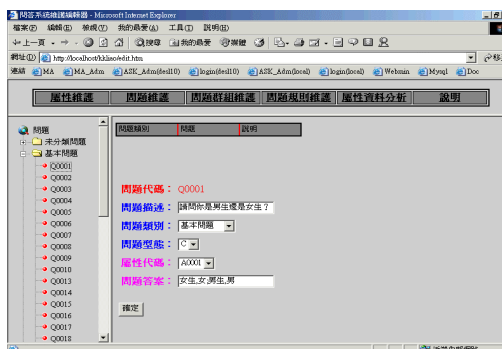 問答系統維護編輯器 - Microsoft Internet Explorer
檔案(F) 編輯(E) 檢視(V) 我的最愛(A) 工具(T) 說明(H)
上一頁 搜尋 我的最愛 媒體
網址(D) http://localhost/hkliao/edit.htm 移
連結 MA MA_Adm ASK_Adm(fesl10) login(fesl10) ASK_Adm(local) login(local) Webmin Mysql Doc
屬性維護 問題維護 問題群組維護 問題規則維護 屬性資料分析 說明
問題
未分類問題
基本問題
Q0001
Q0002
Q0003
Q0004
Q0005
Q0006
Q0007
Q0008
Q0009
Q0010
Q0013
Q0014
Q0015
Q0016
Q0017
Q0018
問題類別 問題 說明
問題代碼： Q0001
問題描述： 請問你是男生還是女生？
問題類別： 基本問題
問題型態： C
屬性代碼： A0001
問題答案： 女生,女;男生,男
確定